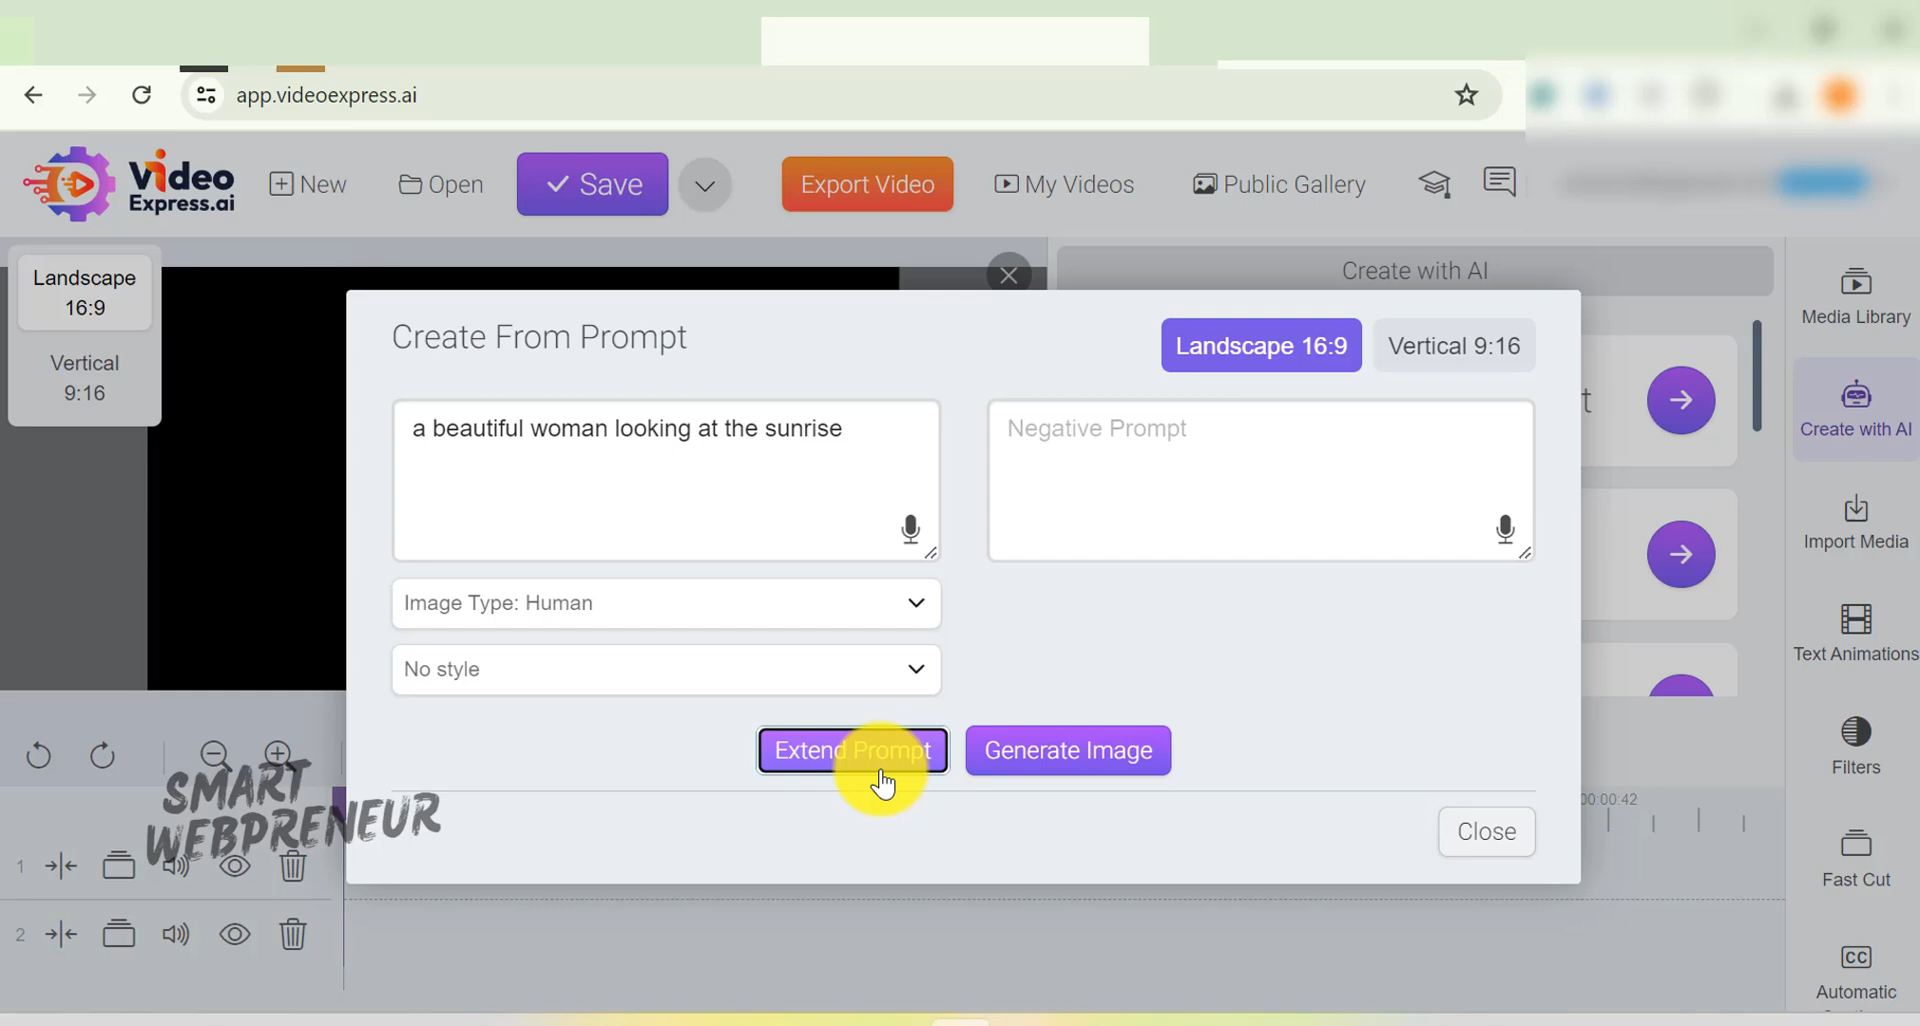 app.videoexpress.ai
Video
Express.ai
New
Open
Save
Export Video
My Videos
Public Gallery
Landscape
16:9
Vertical
9:16
Create with AI
Create From Prompt
Landscape 16:9
Vertical 9:16
a beautiful woman looking at the sunrise
Negative Prompt
Image Type: Human
No style
Extend Prompt
Generate Image
Close
t
Media Library
Create with AI
Import Media
Text Animations
Filters
Fast Cut
CC
Automatic
SMART
WEBPRENEUR
00:00:42
1
2